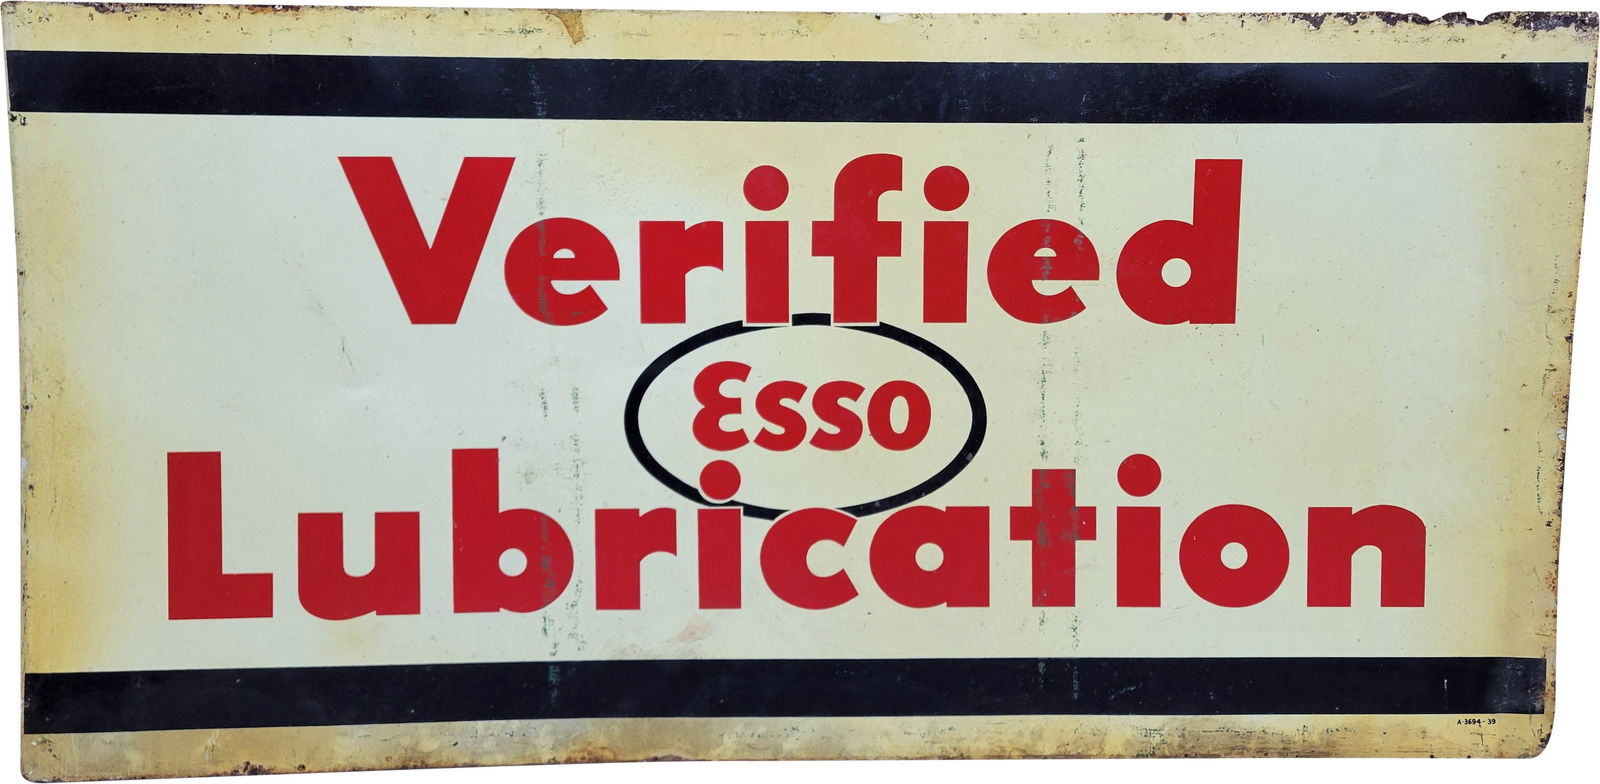 Verified
Esso
Lubrication
A-3694-39